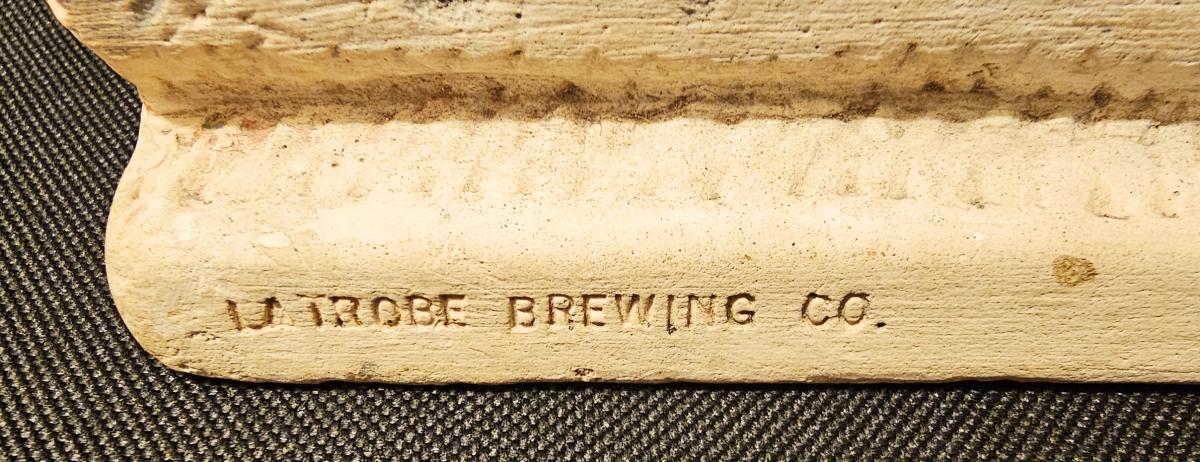 LATROBE BREWING CO.